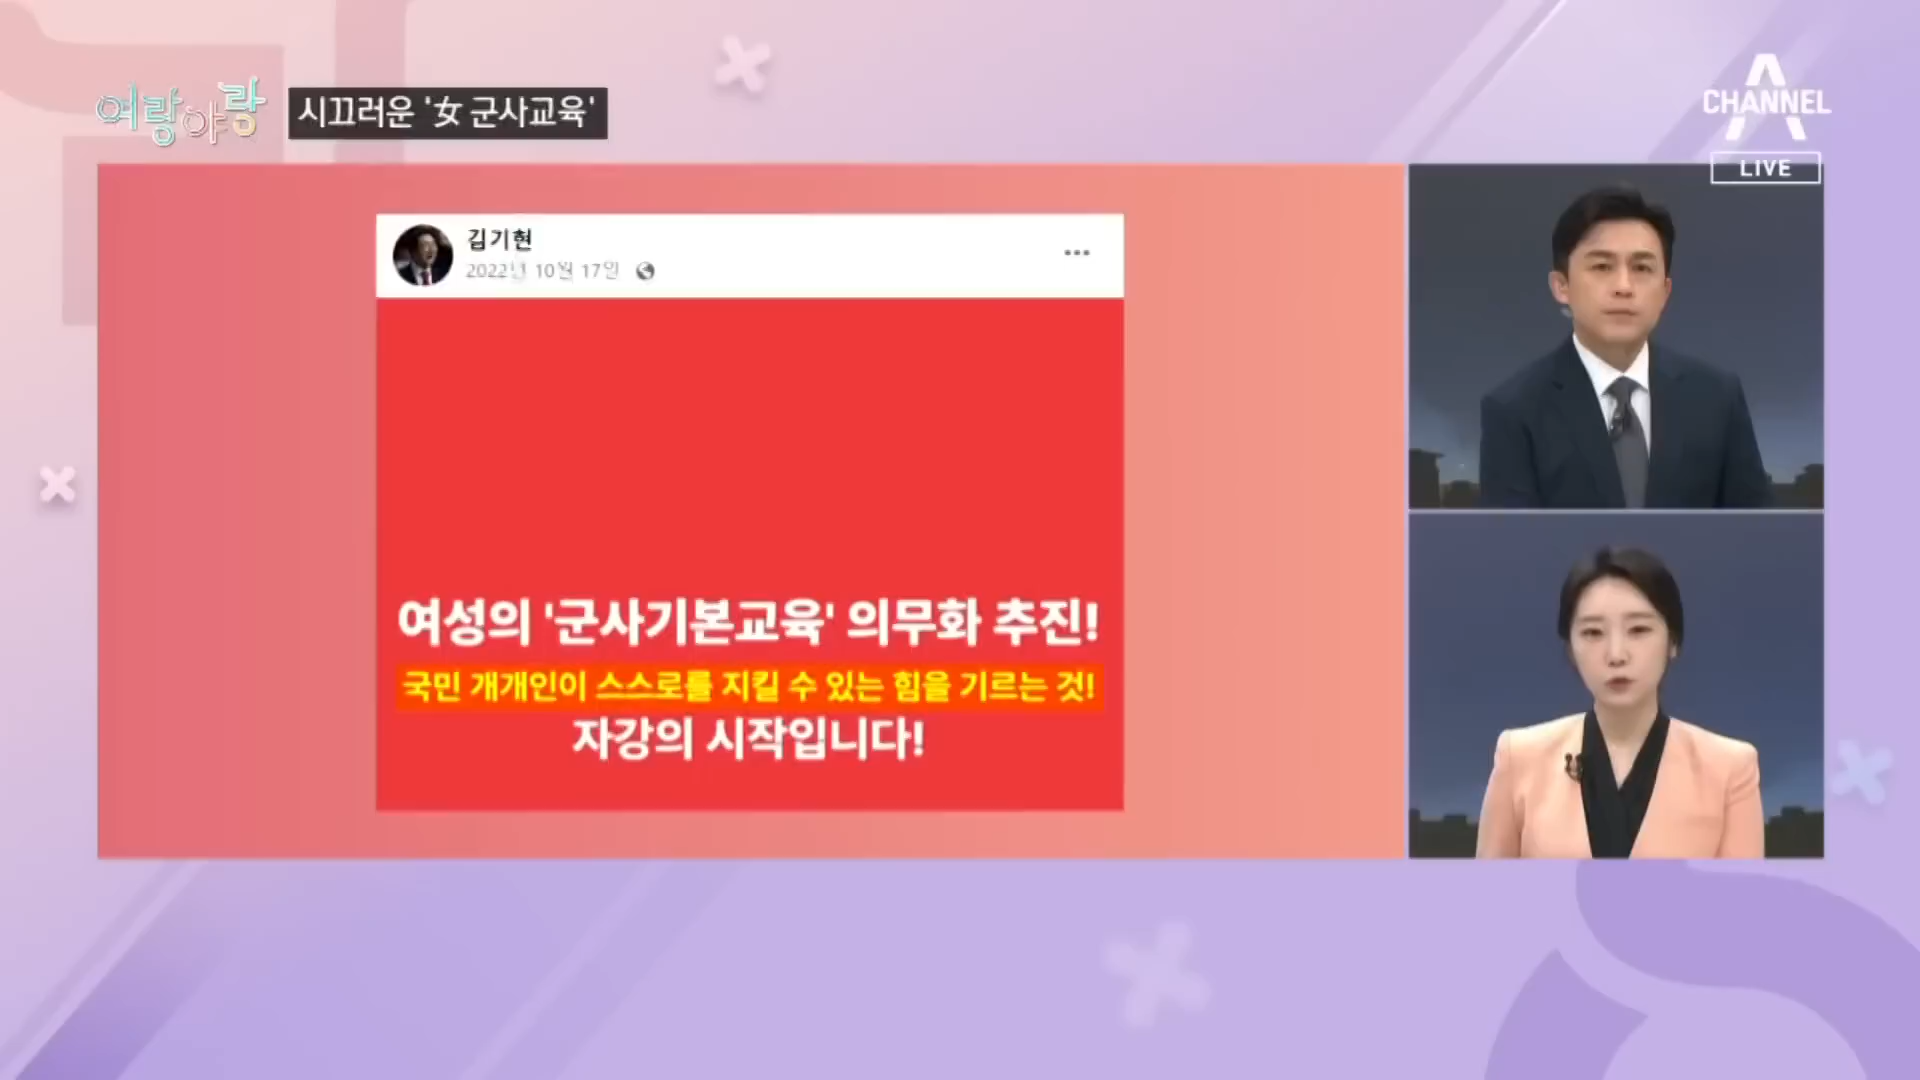 여랑야랑
시끄러운 '女 군사교육'
CHANNEL A
LIVE
김기현
2022년 10월 17일
여성의 '군사기본교육' 의무화 추진!
국민 개개인이 스스로를 지킬 수 있는 힘을 기르는 것!
자강의 시작입니다!